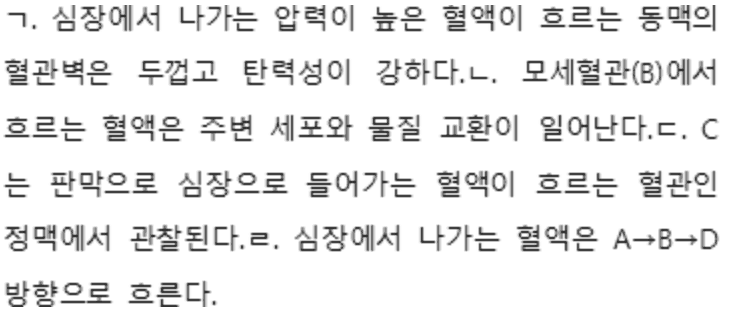 ㄱ. 심장에서 나가는 압력이 높은 혈액이 흐르는 동맥의
혈관벽은 두껍고 탄력성이 강하다.ㄴ. 모세혈관(B)에서
흐르는 혈액은 주변 세포와 물질 교환이 일어난다.ㄷ. C
는 판막으로 심장으로 들어가는 혈액이 흐르는 혈관인
정맥에서 관찰된다.ㄹ. 심장에서 나가는 혈액은 A→B→D
방향으로 흐른다.